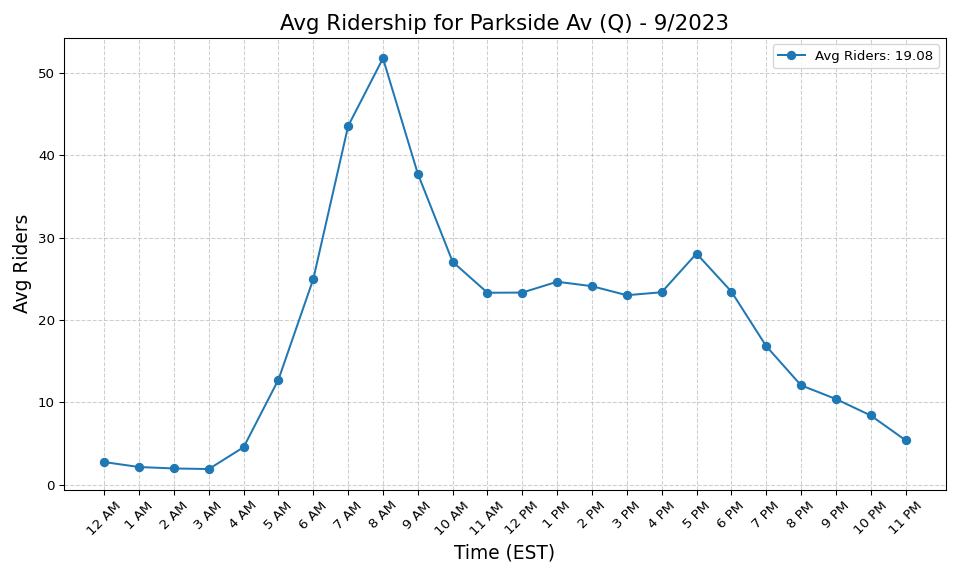 Avg Ridership for Parkside Av (Q) - 9/2023
Avg Riders: 19.08
Avg Riders
50
40
30
20
10
0
12 AM
1 AM
2 AM
3 AM
4 AM
5 AM
6 AM
7 AM
8 AM
9 AM
10 AM
11 AM
12 PM
1 PM
2 PM
3 PM
4 PM
5 PM
6 PM
7 PM
8 PM
9 PM
10 PM
11 PM
Time (EST)